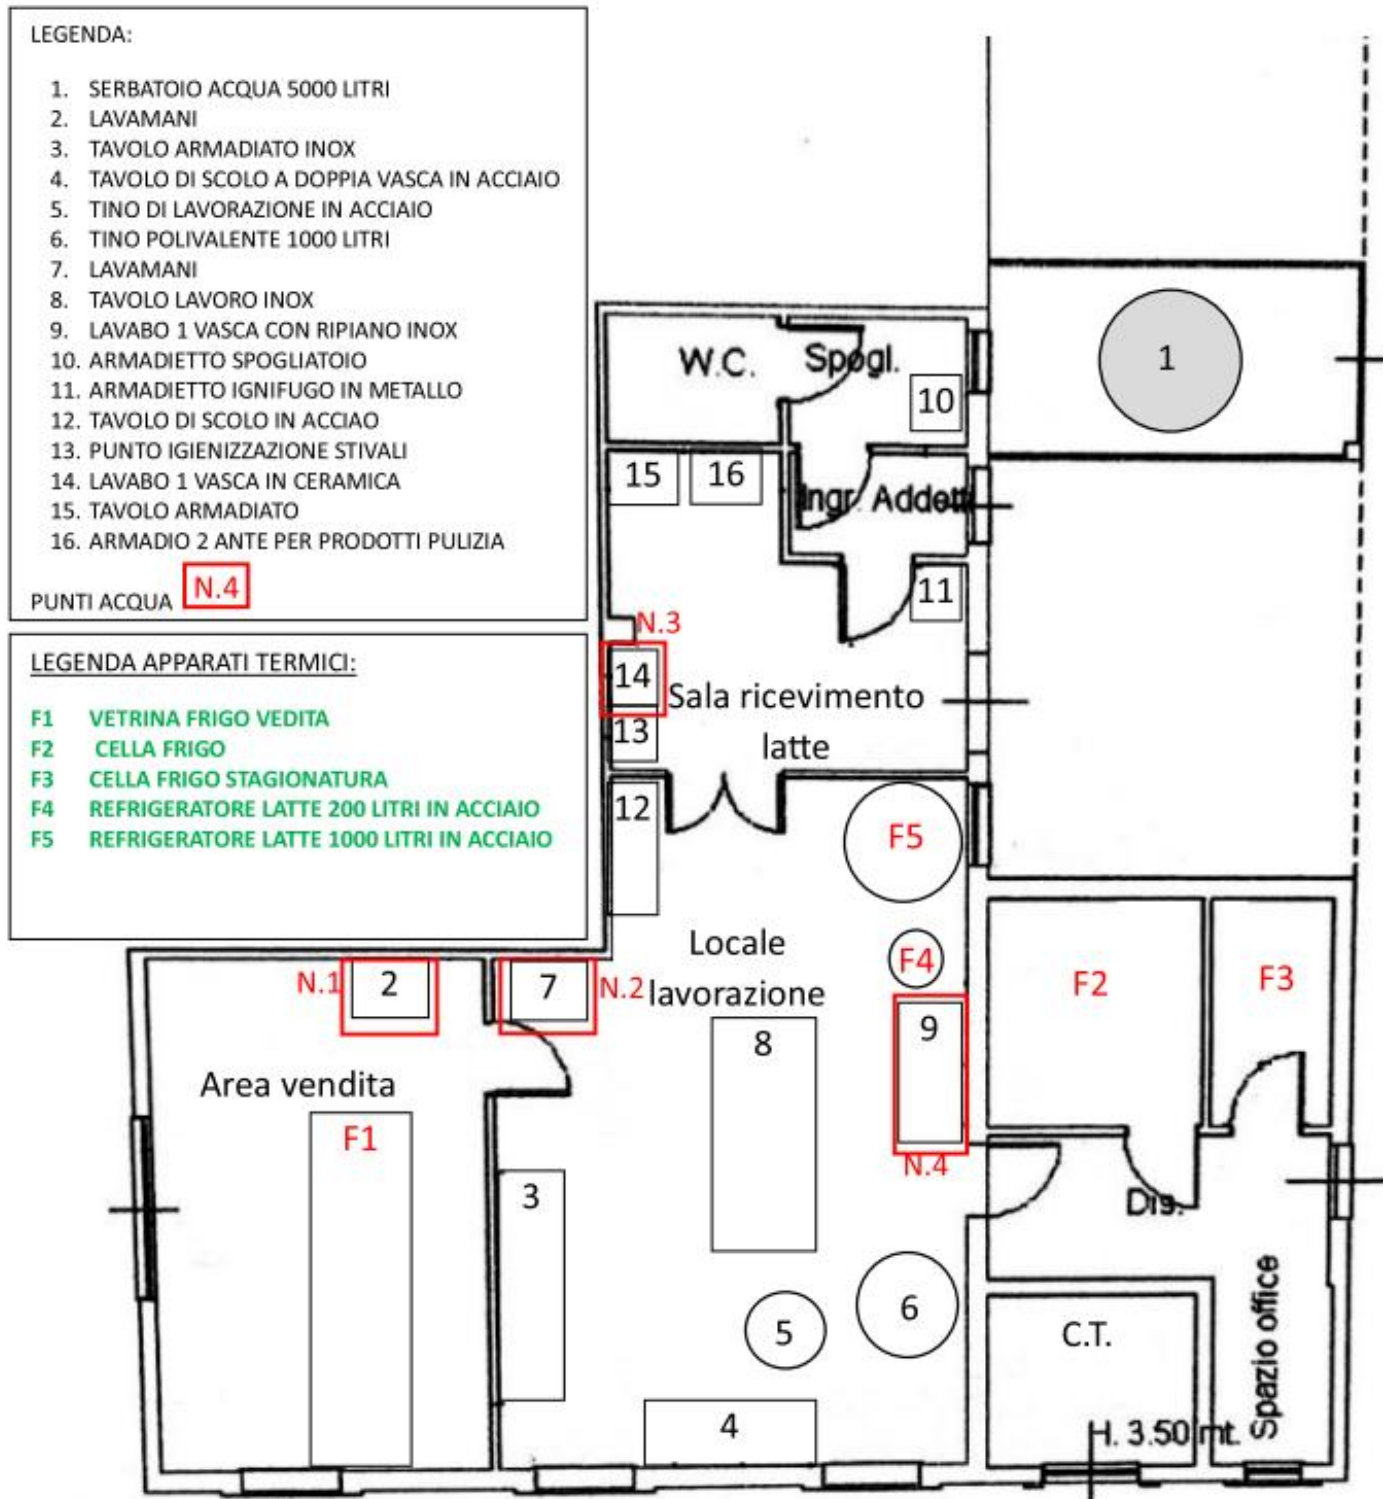 LEGENDA:
1. SERBATOIO ACQUA 5000 LITRI
2. LAVAMANI
3. TAVOLO ARMADIATO INOX
4. TAVOLO DI SCOLO A DOPPIA VASCA IN ACCIAIO
5. TINO DI LAVORAZIONE IN ACCIAIO
6. TINO POLIVALENTE 1000 LITRI
7. LAVAMANI
8. TAVOLO LAVORO INOX
9. LAVABO 1 VASCA CON RIPIANO INOX
10. ARMADIETTO SPOGLIATOIO
11. ARMADIETTO IGNIFUGO IN METALLO
12. TAVOLO DI SCOLO IN ACCIAO
13. PUNTO IGIENIZZAZIONE STIVALI
14. LAVABO 1 VASCA IN CERAMICA
15. TAVOLO ARMADIATO
16. ARMADIO 2 ANTE PER PRODOTTI PULIZIA
PUNTI ACQUA N.4
LEGENDA APPARATI TERMICI:
F1 VETRINA FRIGO VEDITA
F2 CELLA FRIGO
F3 CELLA FRIGO STAGIONATURA
F4 REFRIGERATORE LATTE 200 LITRI IN ACCIAIO
F5 REFRIGERATORE LATTE 1000 LITRI IN ACCIAIO
1
W.C.
Spogl.
10
15
16
Ingr. Addetti
11
N.3
14
Sala ricevimento
latte
13
12
F5
Locale
lavorazione
F4
F2
F3
N.1
2
7
N.2
8
9
N.4
Area vendita
F1
3
Dis.
5
6
4
C.T.
H. 3.50 mt.
Spazio office